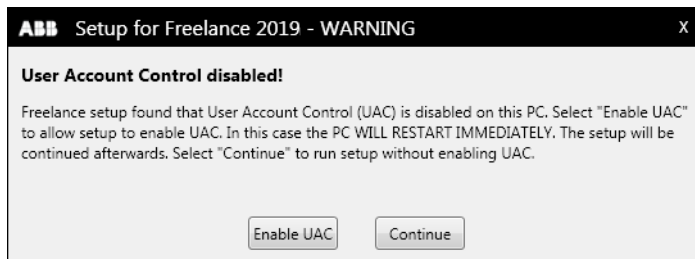 ABB Setup for Freelance 2019 - WARNING X
User Account Control disabled!
Freelance setup found that User Account Control (UAC) is disabled on this PC. Select "Enable UAC"
to allow setup to enable UAC. In this case the PC WILL RESTART IMMEDIATELY. The setup will be
continued afterwards. Select "Continue" to run setup without enabling UAC.
Enable UAC Continue